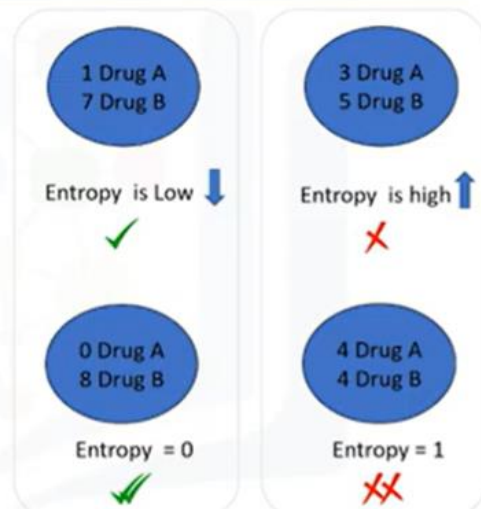 1 Drug A
7 Drug B
Entropy is Low
0 Drug A
8 Drug B
Entropy = 0
3 Drug A
5 Drug B
Entropy is high
4 Drug A
4 Drug B
Entropy = 1